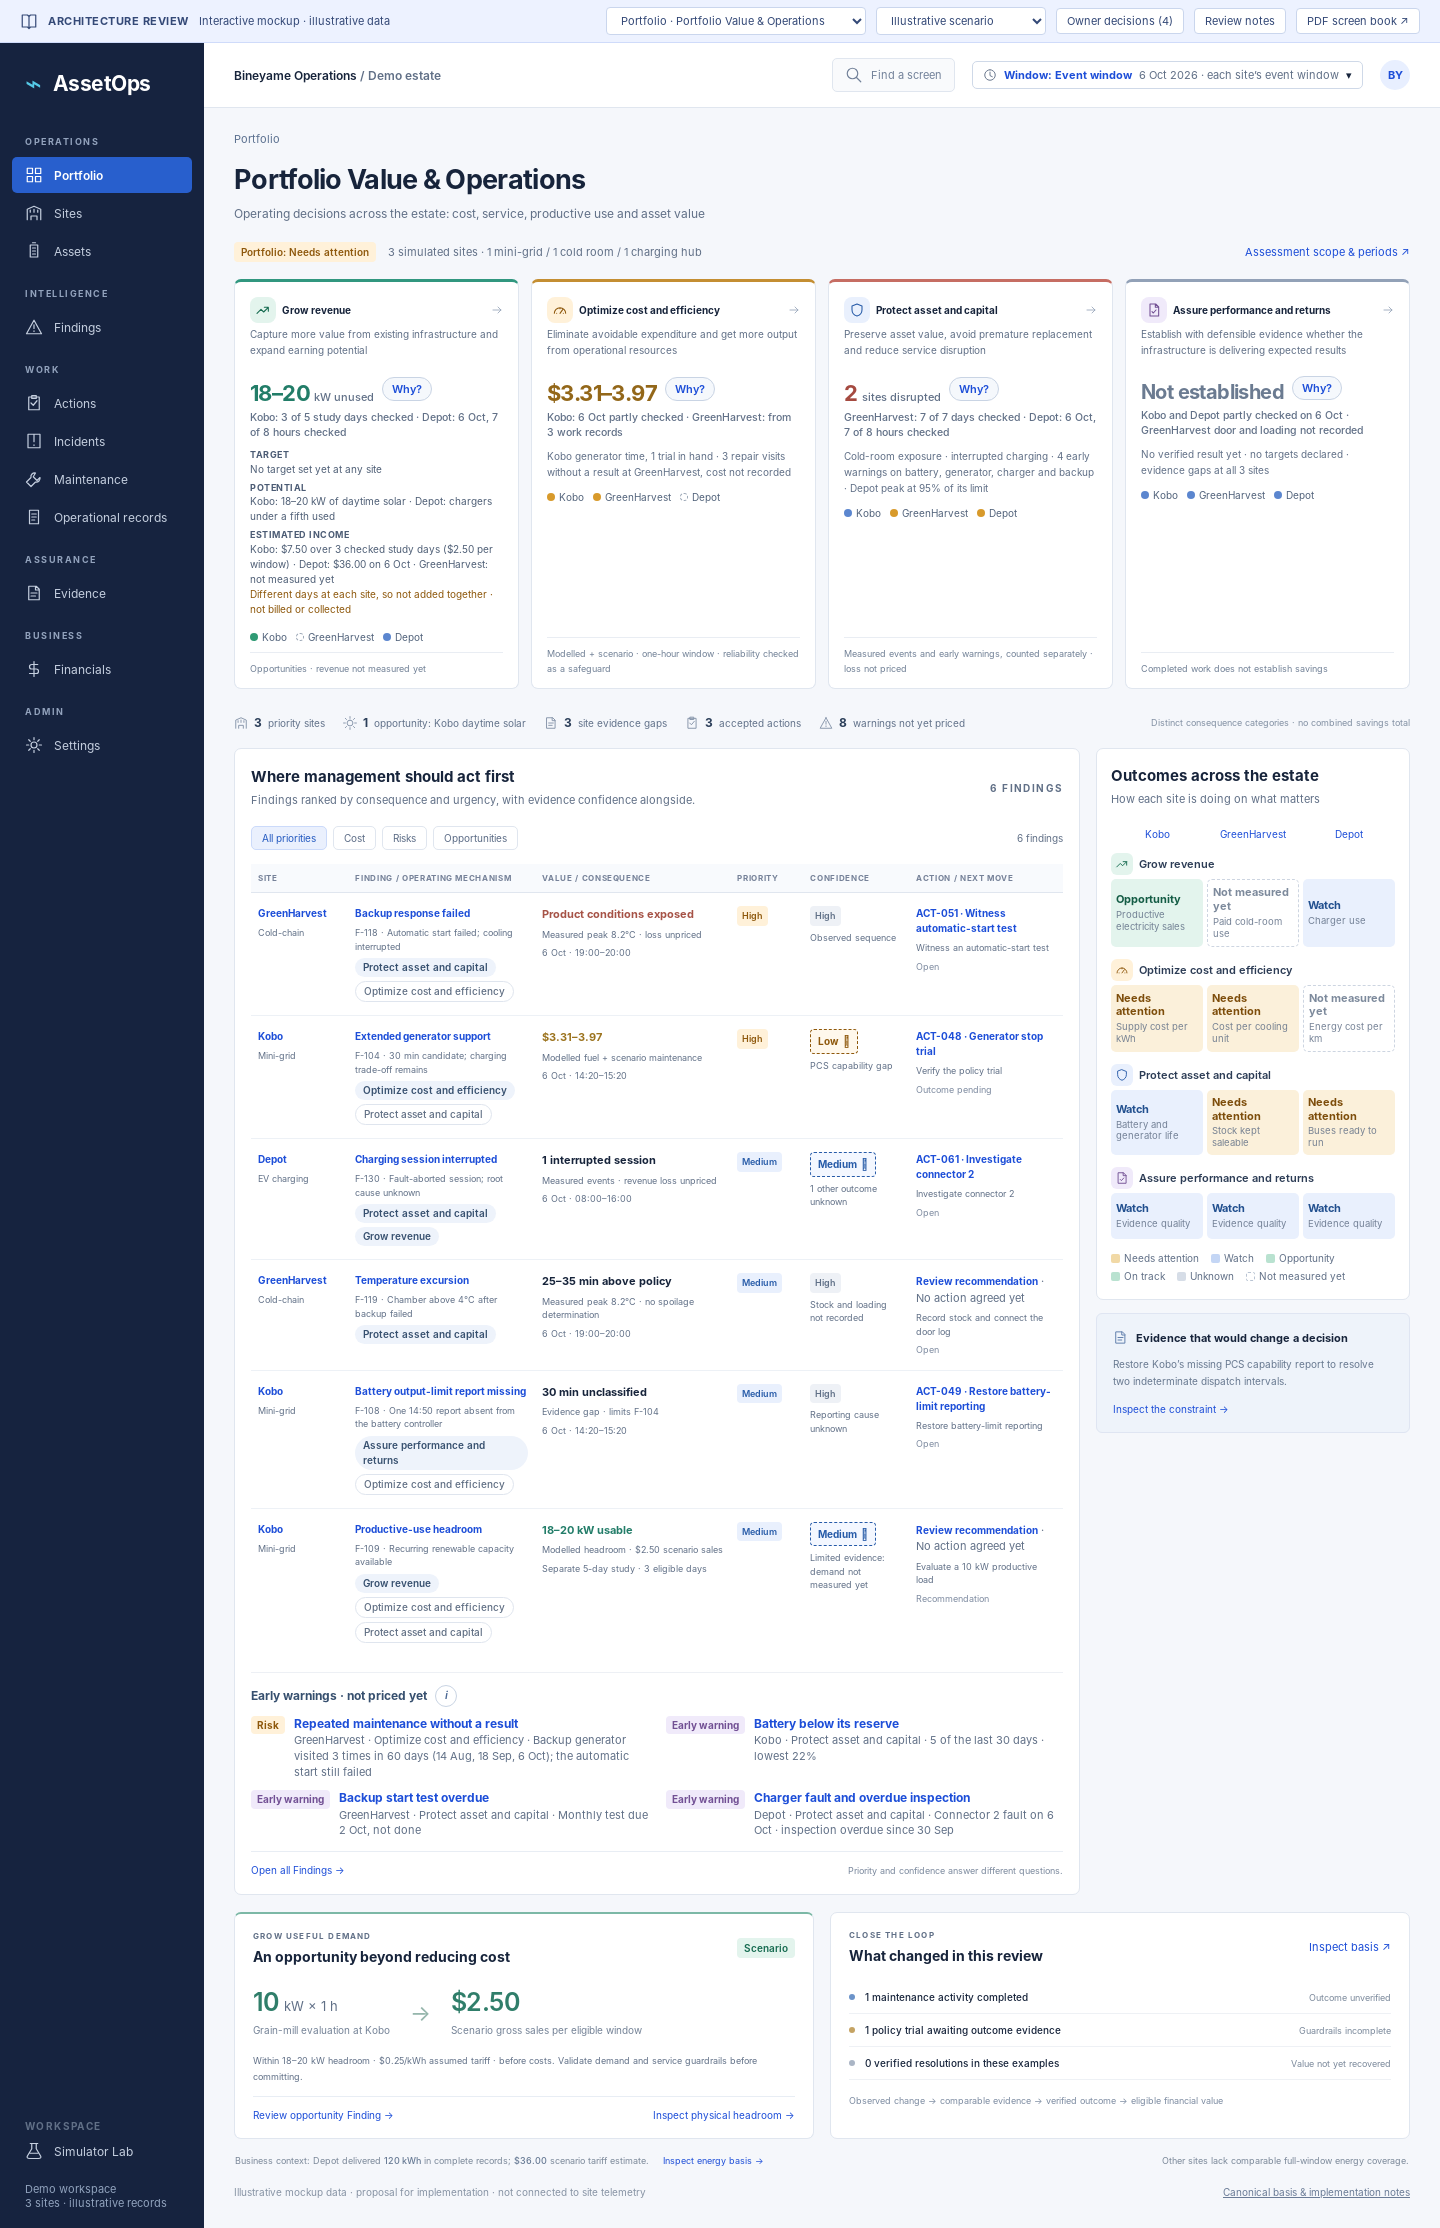 ARCHITECTURE REVIEW Interactive mockup · illustrative data
Portfolio · Portfolio Value & Operations
Illustrative scenario
Owner decisions (4)
Review notes
PDF screen book ↗
AssetOps
Bineyame Operations / Demo estate
Find a screen
Window: Event window 6 Oct 2026 · each site's event window ▾
BY
OPERATIONS
Portfolio
Sites
Assets
INTELLIGENCE
Findings
WORK
Actions
Incidents
Maintenance
Operational records
ASSURANCE
Evidence
BUSINESS
Financials
ADMIN
Settings
WORKSPACE
Simulator Lab
Demo workspace
3 sites · illustrative records
Portfolio
Portfolio Value & Operations
Operating decisions across the estate: cost, service, productive use and asset value
Portfolio: Needs attention 3 simulated sites · 1 mini-grid / 1 cold room / 1 charging hub
Assessment scope & periods ↗
Grow revenue →
Capture more value from existing infrastructure and
expand earning potential
18–20 kW unused Why?
Kobo: 3 of 5 study days checked · Depot: 6 Oct, 7
of 8 hours checked
TARGET
No target set yet at any site
POTENTIAL
Kobo: 18–20 kW of daytime solar · Depot: chargers
under a fifth used
ESTIMATED INCOME
Kobo: $7.50 over 3 checked study days ($2.50 per
window) · Depot: $36.00 on 6 Oct · GreenHarvest:
not measured yet
Different days at each site, so not added together ·
not billed or collected
Kobo GreenHarvest Depot
Opportunities · revenue not measured yet
Optimize cost and efficiency →
Eliminate avoidable expenditure and get more output
from operational resources
$3.31–3.97 Why?
Kobo: 6 Oct partly checked · GreenHarvest: from
3 work records
Kobo generator time, 1 trial in hand · 3 repair visits
without a result at GreenHarvest, cost not recorded
Kobo GreenHarvest Depot
Modelled + scenario · one-hour window · reliability checked
as a safeguard
Protect asset and capital →
Preserve asset value, avoid premature replacement
and reduce service disruption
2 sites disrupted Why?
GreenHarvest: 7 of 7 days checked · Depot: 6 Oct,
7 of 8 hours checked
Cold-room exposure · interrupted charging · 4 early
warnings on battery, generator, charger and backup
· Depot peak at 95% of its limit
Kobo GreenHarvest Depot
Measured events and early warnings, counted separately ·
loss not priced
Assure performance and returns →
Establish with defensible evidence whether the
infrastructure is delivering expected results
Not established Why?
Kobo and Depot partly checked on 6 Oct ·
GreenHarvest door and loading not recorded
No verified result yet · no targets declared ·
evidence gaps at all 3 sites
Kobo GreenHarvest Depot
Completed work does not establish savings
3 priority sites 1 opportunity: Kobo daytime solar 3 site evidence gaps 3 accepted actions 8 warnings not yet priced
Distinct consequence categories · no combined savings total
Where management should act first
Findings ranked by consequence and urgency, with evidence confidence alongside.
6 FINDINGS
All priorities Cost Risks Opportunities
6 findings
SITE FINDING / OPERATING MECHANISM VALUE / CONSEQUENCE PRIORITY CONFIDENCE ACTION / NEXT MOVE
GreenHarvest
Cold-chain
Backup response failed
F-118 · Automatic start failed; cooling
interrupted
Protect asset and capital
Optimize cost and efficiency
Product conditions exposed
Measured peak 8.2°C · loss unpriced
6 Oct · 19:00–20:00
High
High
Observed sequence
ACT-051 · Witness
automatic-start test
Witness an automatic-start test
Open
Kobo
Mini-grid
Extended generator support
F-104 · 30 min candidate; charging
trade-off remains
Optimize cost and efficiency
Protect asset and capital
$3.31–3.97
Modelled fuel + scenario maintenance
6 Oct · 14:20–15:20
High
Low
PCS capability gap
ACT-048 · Generator stop
trial
Verify the policy trial
Outcome pending
Depot
EV charging
Charging session interrupted
F-130 · Fault-aborted session; root
cause unknown
Protect asset and capital
Grow revenue
1 interrupted session
Measured events · revenue loss unpriced
6 Oct · 08:00–16:00
Medium
Medium
1 other outcome
unknown
ACT-061 · Investigate
connector 2
Investigate connector 2
Open
GreenHarvest
Cold-chain
Temperature excursion
F-119 · Chamber above 4°C after
backup failed
Protect asset and capital
25–35 min above policy
Measured peak 8.2°C · no spoilage
determination
6 Oct · 19:00–20:00
Medium
High
Stock and loading
not recorded
Review recommendation ·
No action agreed yet
Record stock and connect the
door log
Open
Kobo
Mini-grid
Battery output-limit report missing
F-108 · One 14:50 report absent from
the battery controller
Assure performance and
returns
Optimize cost and efficiency
30 min unclassified
Evidence gap · limits F-104
6 Oct · 14:20–15:20
Medium
High
Reporting cause
unknown
ACT-049 · Restore battery-
limit reporting
Restore battery-limit reporting
Open
Kobo
Mini-grid
Productive-use headroom
F-109 · Recurring renewable capacity
available
Grow revenue
Optimize cost and efficiency
Protect asset and capital
18–20 kW usable
Modelled headroom · $2.50 scenario sales
Separate 5-day study · 3 eligible days
Medium
Medium
Limited evidence:
demand not
measured yet
Review recommendation ·
No action agreed yet
Evaluate a 10 kW productive
load
Recommendation
Early warnings · not priced yet i
Risk Repeated maintenance without a result
GreenHarvest · Optimize cost and efficiency · Backup generator
visited 3 times in 60 days (14 Aug, 18 Sep, 6 Oct); the automatic
start still failed
Early warning Battery below its reserve
Kobo · Protect asset and capital · 5 of the last 30 days ·
lowest 22%
Early warning Backup start test overdue
GreenHarvest · Protect asset and capital · Monthly test due
2 Oct, not done
Early warning Charger fault and overdue inspection
Depot · Protect asset and capital · Connector 2 fault on 6
Oct · inspection overdue since 30 Sep
Open all Findings →
Priority and confidence answer different questions.
Outcomes across the estate
How each site is doing on what matters
Kobo GreenHarvest Depot
Grow revenue
Opportunity
Productive
electricity sales
Not measured
yet
Paid cold-room
use
Watch
Charger use
Optimize cost and efficiency
Needs
attention
Supply cost per
kWh
Needs
attention
Cost per cooling
unit
Not measured
yet
Energy cost per
km
Protect asset and capital
Watch
Battery and
generator life
Needs
attention
Stock kept
saleable
Needs
attention
Buses ready to
run
Assure performance and returns
Watch
Evidence quality
Watch
Evidence quality
Watch
Evidence quality
Needs attention Watch Opportunity
On track Unknown Not measured yet
Evidence that would change a decision
Restore Kobo's missing PCS capability report to resolve
two indeterminate dispatch intervals.
Inspect the constraint →
GROW USEFUL DEMAND
An opportunity beyond reducing cost
Scenario
10 kW × 1 h → $2.50
Grain-mill evaluation at Kobo Scenario gross sales per eligible window
Within 18–20 kW headroom · $0.25/kWh assumed tariff · before costs. Validate demand and service guardrails before
committing.
Review opportunity Finding →
Inspect physical headroom →
CLOSE THE LOOP
What changed in this review
Inspect basis ↗
1 maintenance activity completed Outcome unverified
1 policy trial awaiting outcome evidence Guardrails incomplete
0 verified resolutions in these examples Value not yet recovered
Observed change → comparable evidence → verified outcome → eligible financial value
Business context: Depot delivered 120 kWh in complete records; $36.00 scenario tariff estimate. Inspect energy basis →
Other sites lack comparable full-window energy coverage.
Illustrative mockup data · proposal for implementation · not connected to site telemetry
Canonical basis & implementation notes